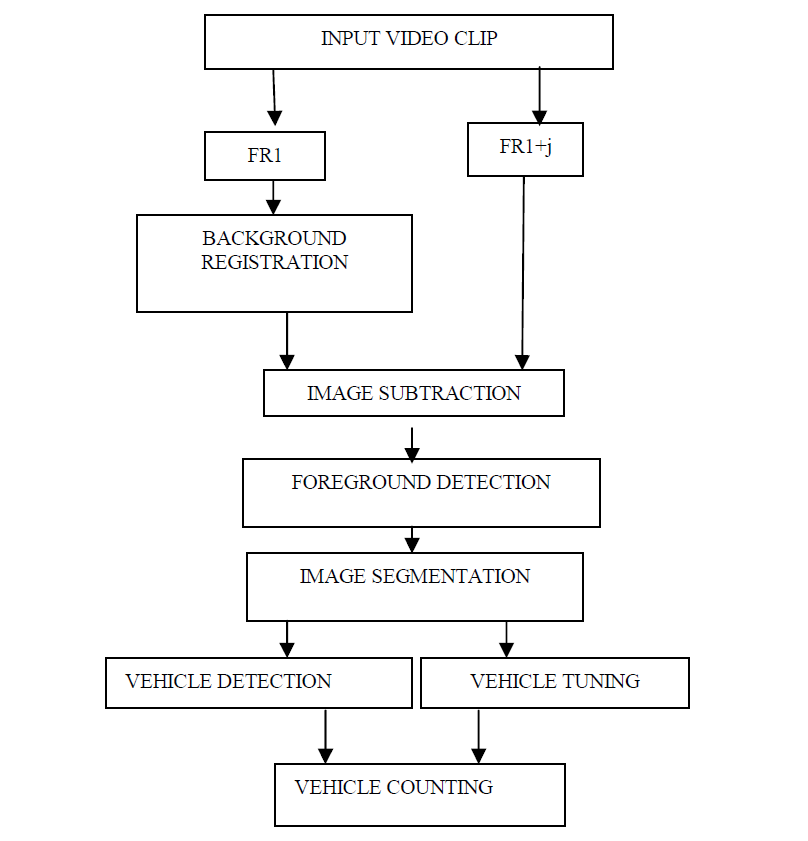 INPUT VIDEO CLIP
FR1
FR1+j
BACKGROUND
REGISTRATION
IMAGE SUBTRACTION
FOREGROUND DETECTION
IMAGE SEGMENTATION
VEHICLE DETECTION
VEHICLE TUNING
VEHICLE COUNTING